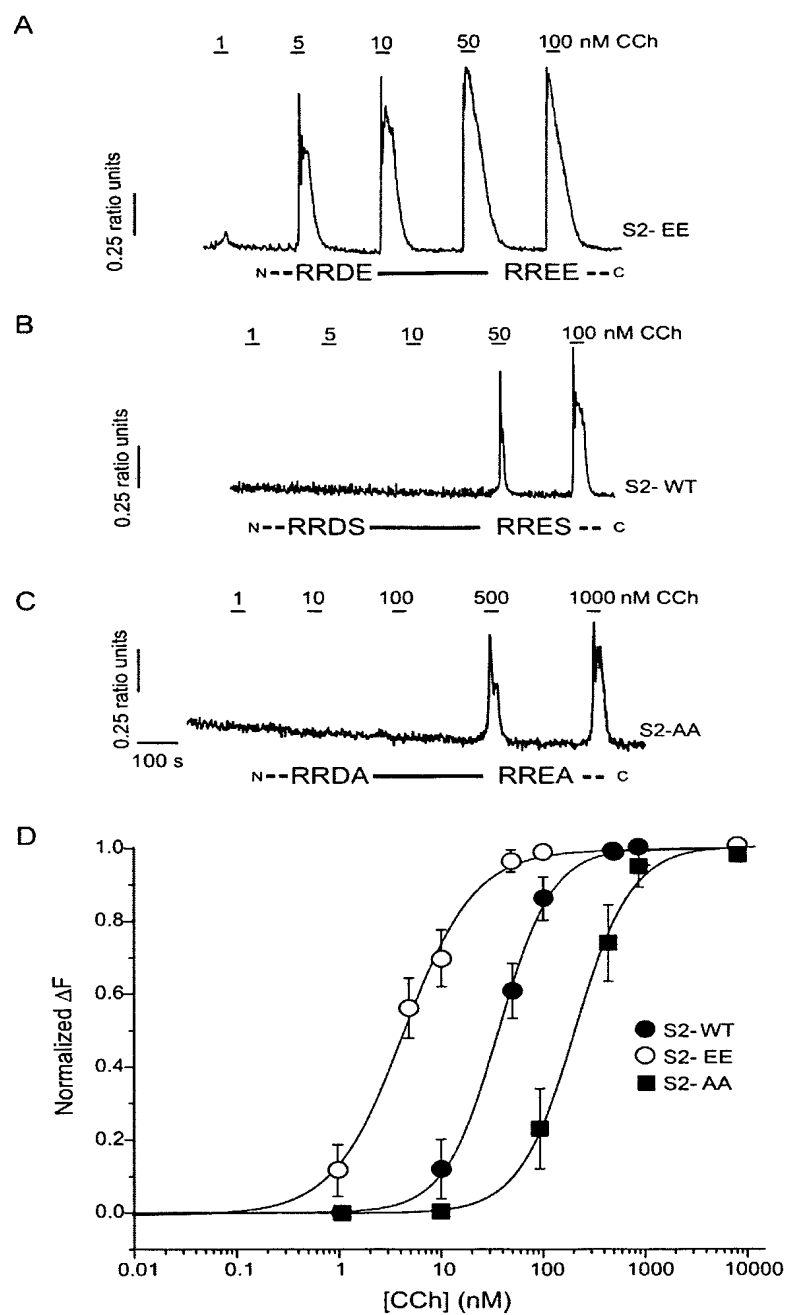 A
1 5 10 50 100 nM CCh
0.25 ratio units
S2- EE
N RRDE RREE C
B
1 5 10 50 100 nM CCh
0.25 ratio units
S2- WT
N RRDS RRES C
C
1 10 100 500 1000 nM CCh
0.25 ratio units
S2-AA
100 s
N RRDA RREA C
D
1.0
0.8
0.6
0.4
0.2
0.0
Normalized ΔF
S2-WT
S2- EE
S2- AA
0.01 0.1 1 10 100 1000 10000
[CCh] (nM)